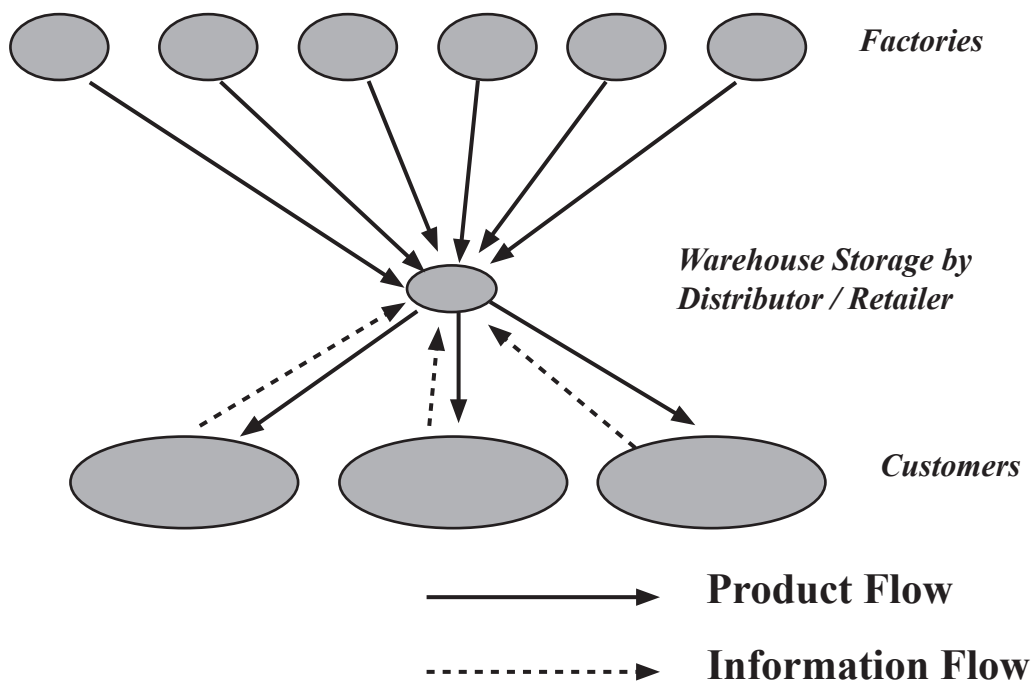 Factories
Warehouse Storage by
Distributor / Retailer
Customers
Product Flow
Information Flow